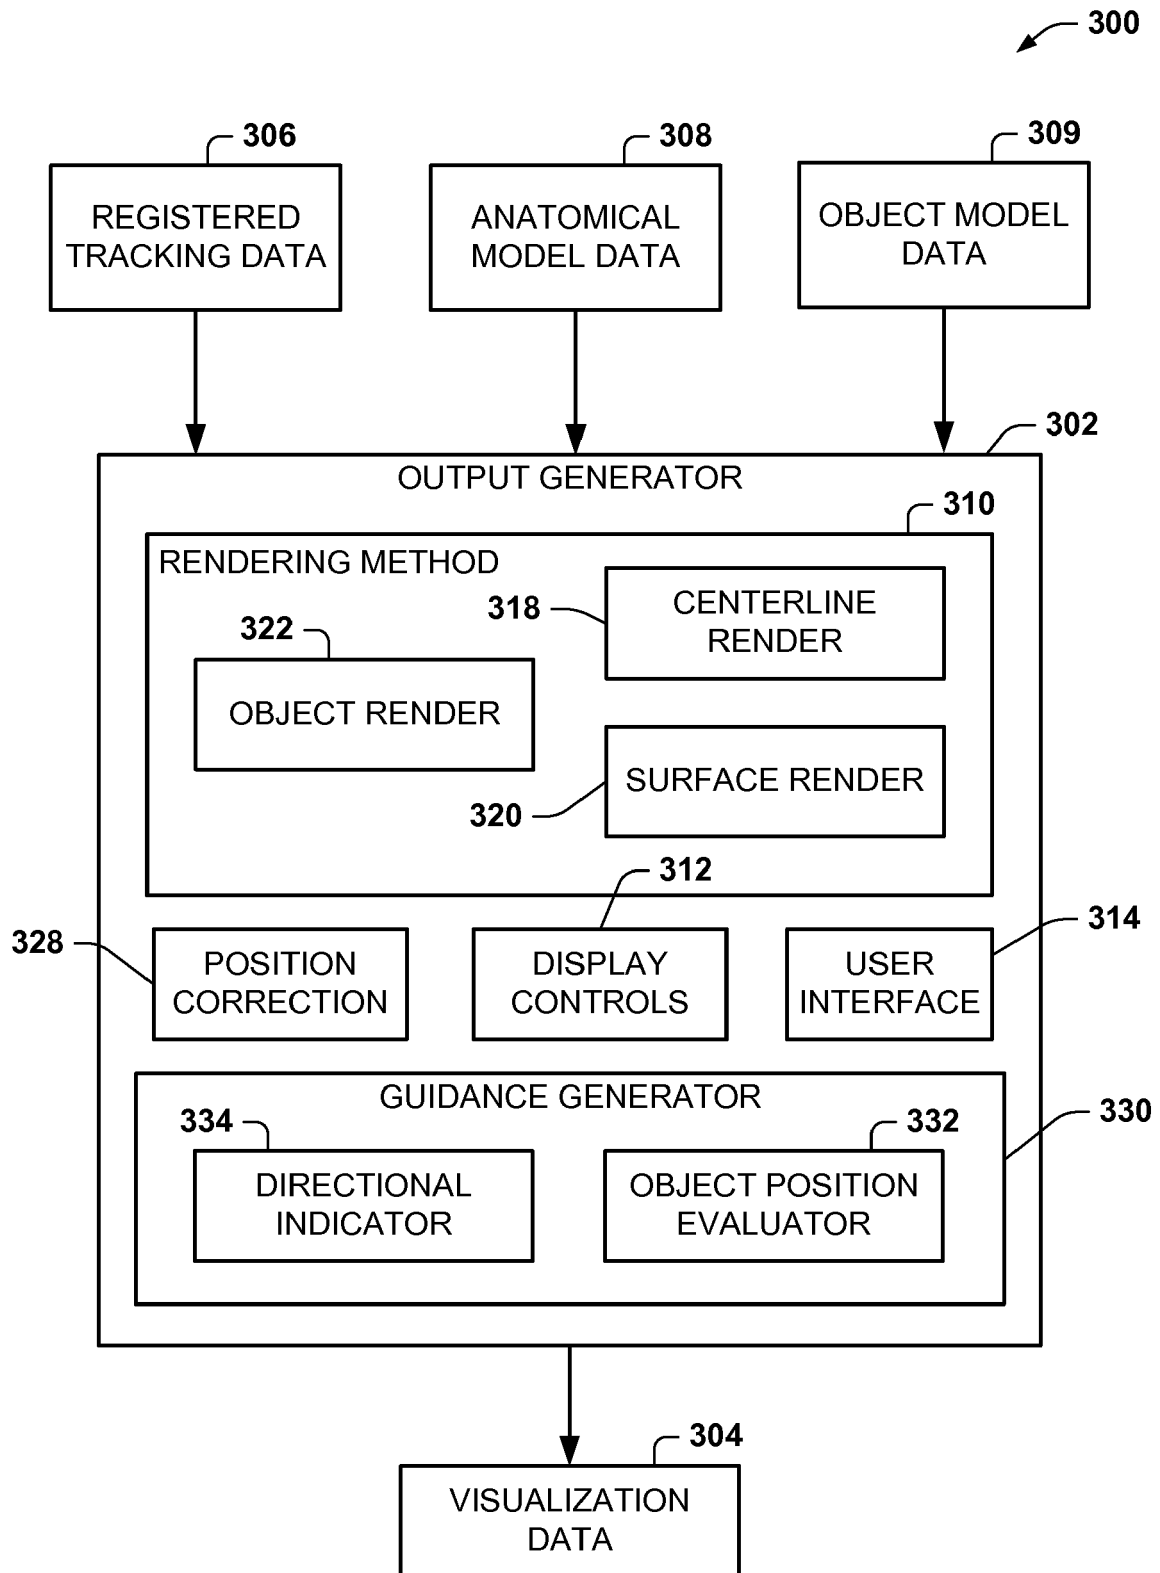 300
306
308
309
REGISTERED
TRACKING DATA
ANATOMICAL
MODEL DATA
OBJECT MODEL
DATA
302
OUTPUT GENERATOR
310
RENDERING METHOD
318
CENTERLINE
RENDER
322
OBJECT RENDER
SURFACE RENDER
320
312
328
314
POSITION
CORRECTION
DISPLAY
CONTROLS
USER
INTERFACE
GUIDANCE GENERATOR
330
334
332
DIRECTIONAL
INDICATOR
OBJECT POSITION
EVALUATOR
304
VISUALIZATION
DATA